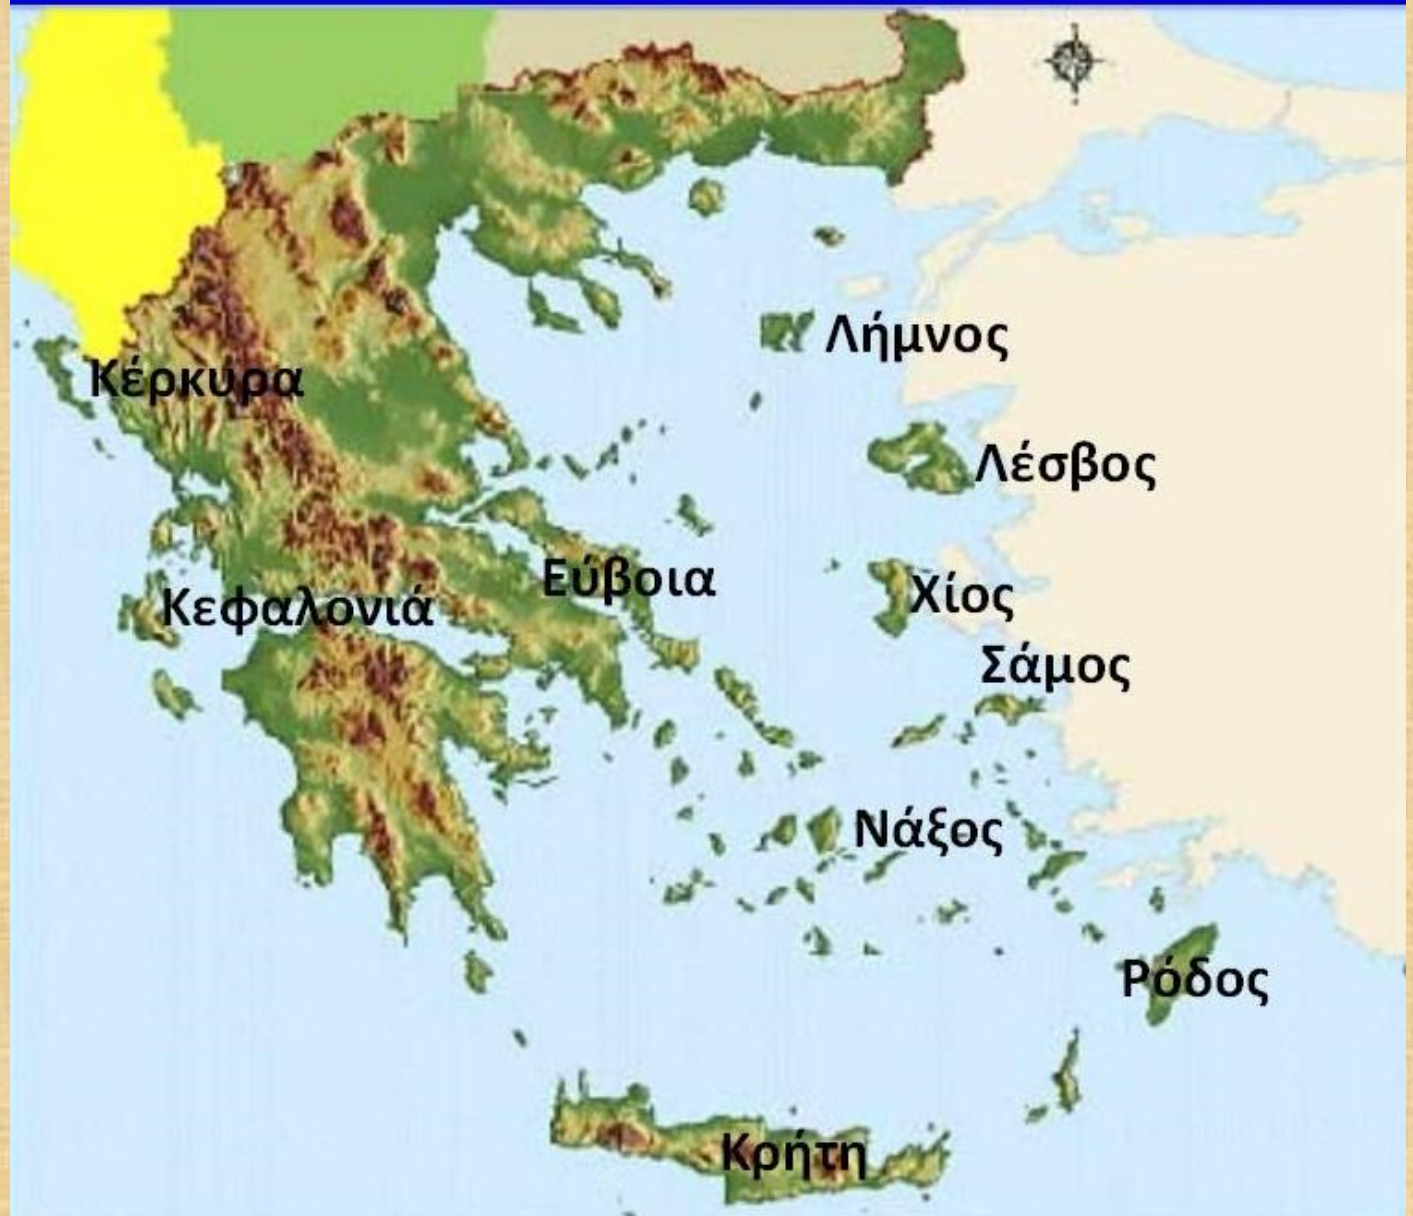 Λήμνος
Κέρκυρα
Λέσβος
Εύβοια
Χίος
Κεφαλονιά
Σάμος
Νάξος
Ρόδος
Κρήτη